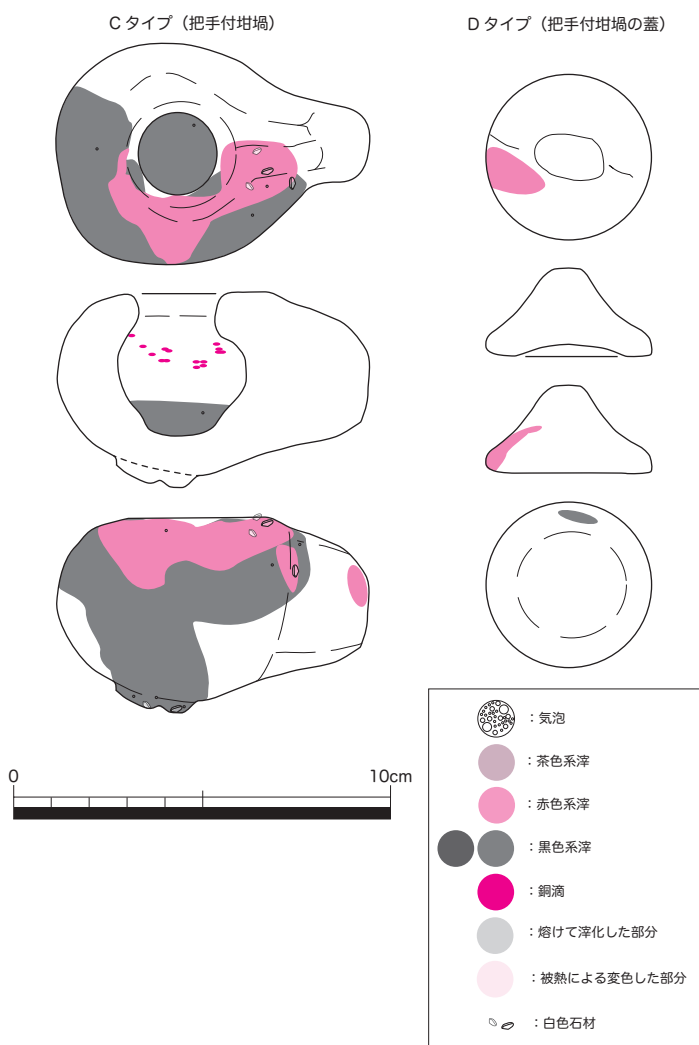 C タイプ（把手付坩堝）
D タイプ（把手付坩堝の蓋）
0
10cm
：気泡
：茶色系滓
：赤色系滓
：黒色系滓
：銅滴
：熔けて滓化した部分
：被熱による変色した部分
：白色石材